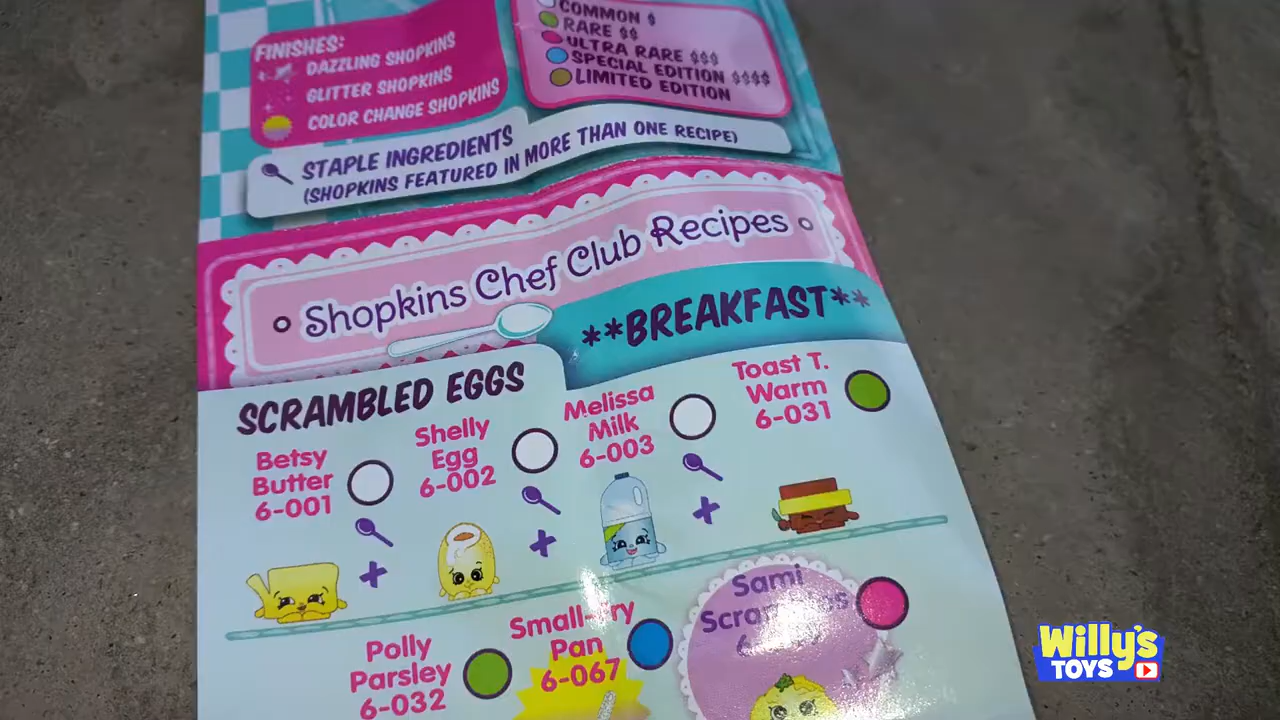 FINISHES:
DAZZLING SHOPKINS
GLITTER SHOPKINS
COLOR CHANGE SHOPKINS
COMMON $
RARE $$
ULTRA RARE $$$
SPECIAL EDITION $$$$
LIMITED EDITION
STAPLE INGREDIENTS
(SHOPKINS FEATURED IN MORE THAN ONE RECIPE)
Shopkins Chef Club Recipes
**BREAKFAST**
SCRAMBLED EGGS
Betsy
Butter
6-001
Shelly
Egg
6-002
Melissa
Milk
6-003
Toast T.
Warm
6-031
Polly
Parsley
6-032
Small-Fry
Pan
6-067
Sami
Willy's
TOYS